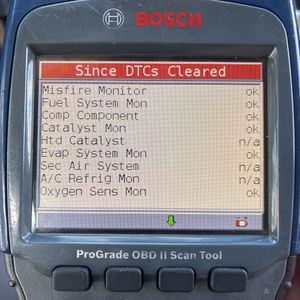 BOSCH
Since DTCs Cleared
Misfire Monitor ok
Fuel System Mon ok
Comp Component ok
Catalyst Mon ok
Htd Catalyst n/a
Evap System Mon ok
Sec Air System n/a
A/C Refrig Mon n/a
Oxygen Sens Mon ok
ProGrade OBD II Scan Tool